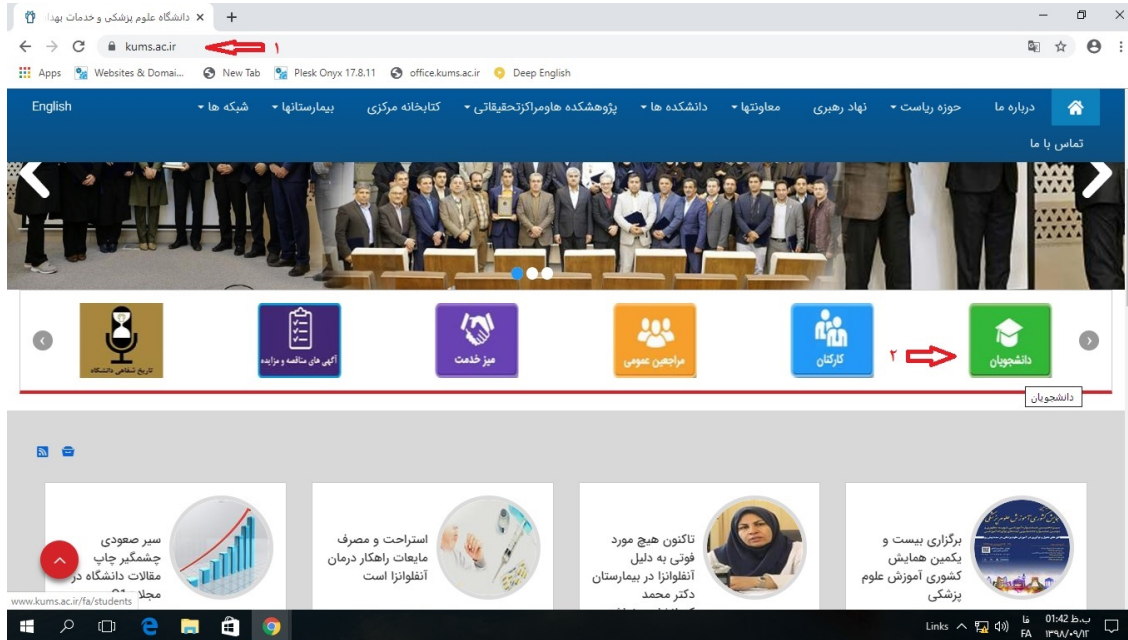 دانشگاه علوم پزشکی و خدمات بهدا
kums.ac.ir
۱
Apps
Websites & Domai...
New Tab
Plesk Onyx 17.8.11
office.kums.ac.ir
Deep English
درباره ما
حوزه ریاست
نهاد رهبری
معاونتها
دانشکده ها
پژوهشکده هاومراکزتحقیقاتی
کتابخانه مرکزی
بیمارستانها
شبکه ها
English
تماس با ما
دانشجویان
۲
کارکنان
مراجعین عمومی
میز خدمت
آگهی های مناقصه و مزایده
تاریخ شفاهی دانشگاه
دانشجویان
برگزاری بیست و
یکمین همایش
کشوری آموزش علوم
پزشکی
تاکنون هیچ مورد
فوتی به دلیل
آنفلوانزا در بیمارستان
دکتر محمد
استراحت و مصرف
مایعات راهکار درمان
آنفلوانزا است
سیر صعودی
چشمگیر چاپ
مقالات دانشگاه در
www.kums.ac.ir/fa/students
Links
فا
FA
01:42 ب.ظ
۱۳۹۸/۰۹/۱۲